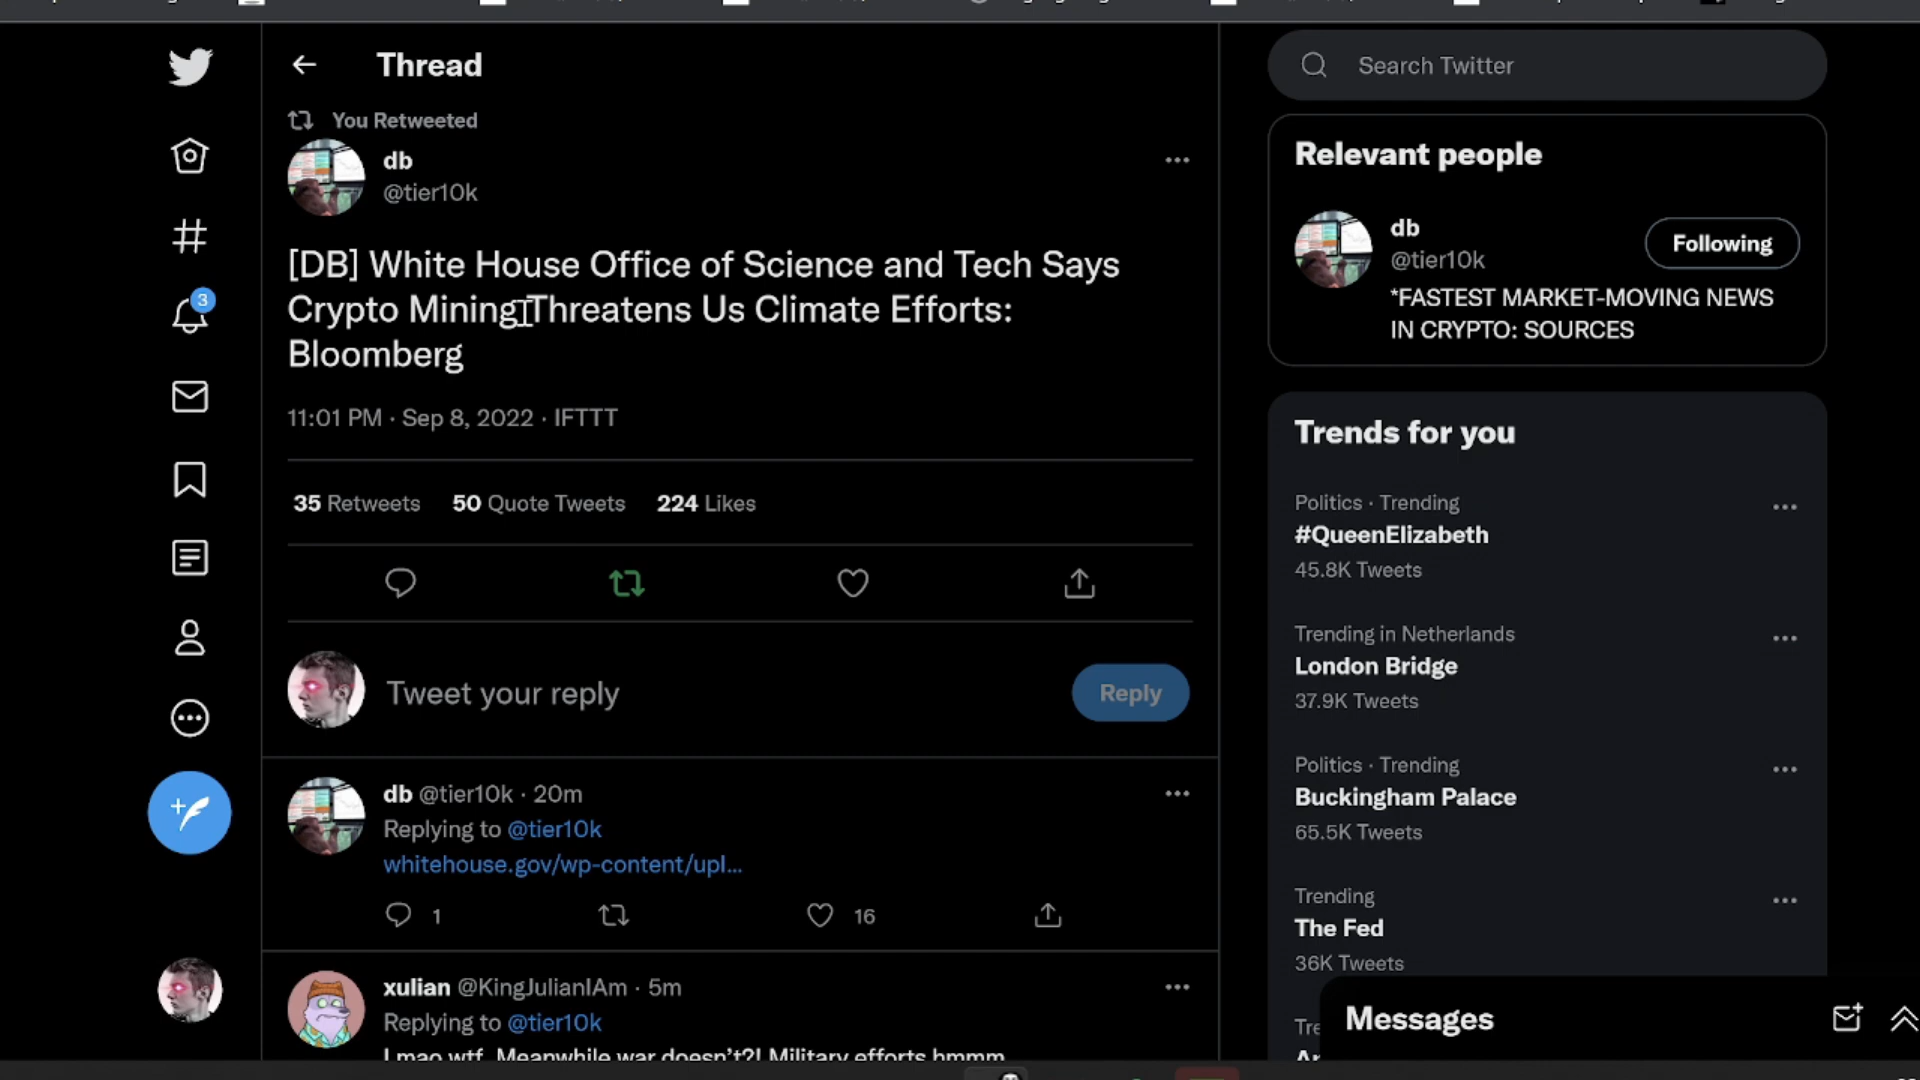 Thread
You Retweeted
db
@tier10k
[DB] White House Office of Science and Tech Says
Crypto Mining Threatens Us Climate Efforts:
Bloomberg
11:01 PM · Sep 8, 2022 · IFTTT
35 Retweets 50 Quote Tweets 224 Likes
Tweet your reply
Reply
db @tier10k · 20m
Replying to @tier10k
whitehouse.gov/wp-content/upl...
1 16
xulian @KingJulianIAm · 5m
Replying to @tier10k
Lmao wtf. Meanwhile war doesn't?! Military efforts hmmm
3
Search Twitter
Relevant people
db
@tier10k
Following
*FASTEST MARKET-MOVING NEWS
IN CRYPTO: SOURCES
Trends for you
Politics · Trending
#QueenElizabeth
45.8K Tweets
Trending in Netherlands
London Bridge
37.9K Tweets
Politics · Trending
Buckingham Palace
65.5K Tweets
Trending
The Fed
36K Tweets
Messages